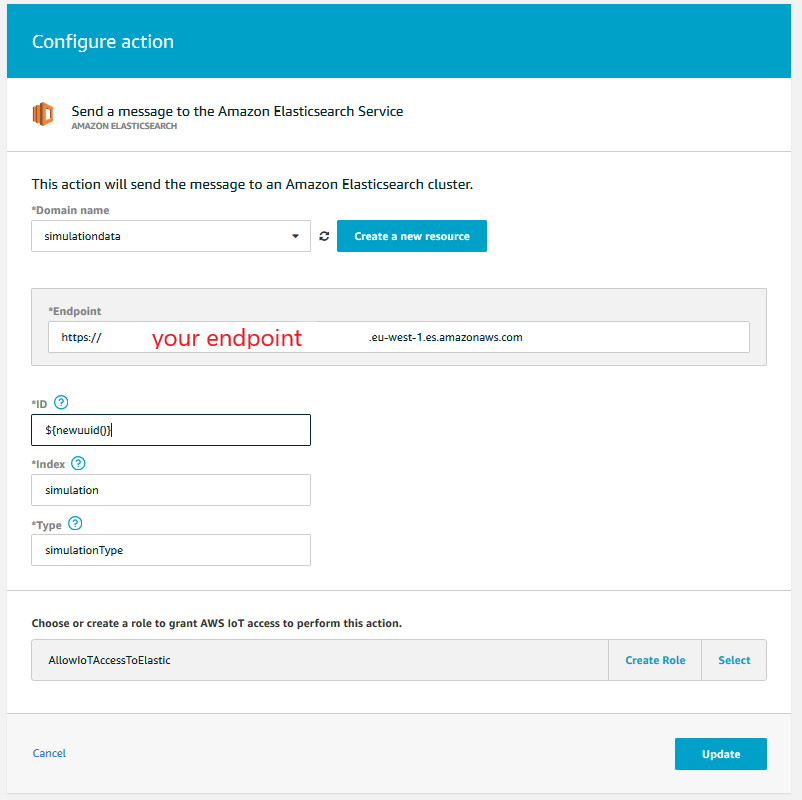 Configure action
Send a message to the Amazon Elasticsearch Service
AMAZON ELASTICSEARCH
This action will send the message to an Amazon Elasticsearch cluster.
*Domain name
simulationdata
Create a new resource
*Endpoint
https:// your endpoint .eu-west-1.es.amazonaws.com
*ID ?
${newuuid()}
*Index ?
simulation
*Type ?
simulationType
Choose or create a role to grant AWS IoT access to perform this action.
AllowIoTAccessToElastic Create Role Select
Cancel Update